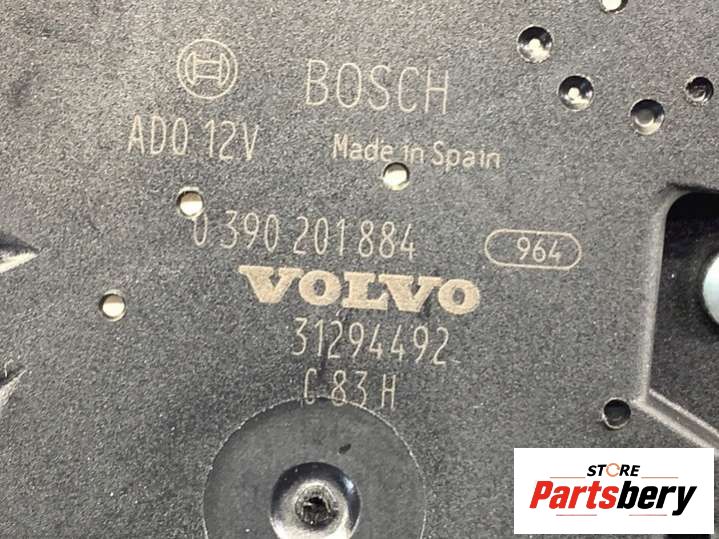 BOSCH
AD0 12V
Made in Spain
0 390 201 884
964
VOLVO
31294492
C 83 H
STORE
Partsbery